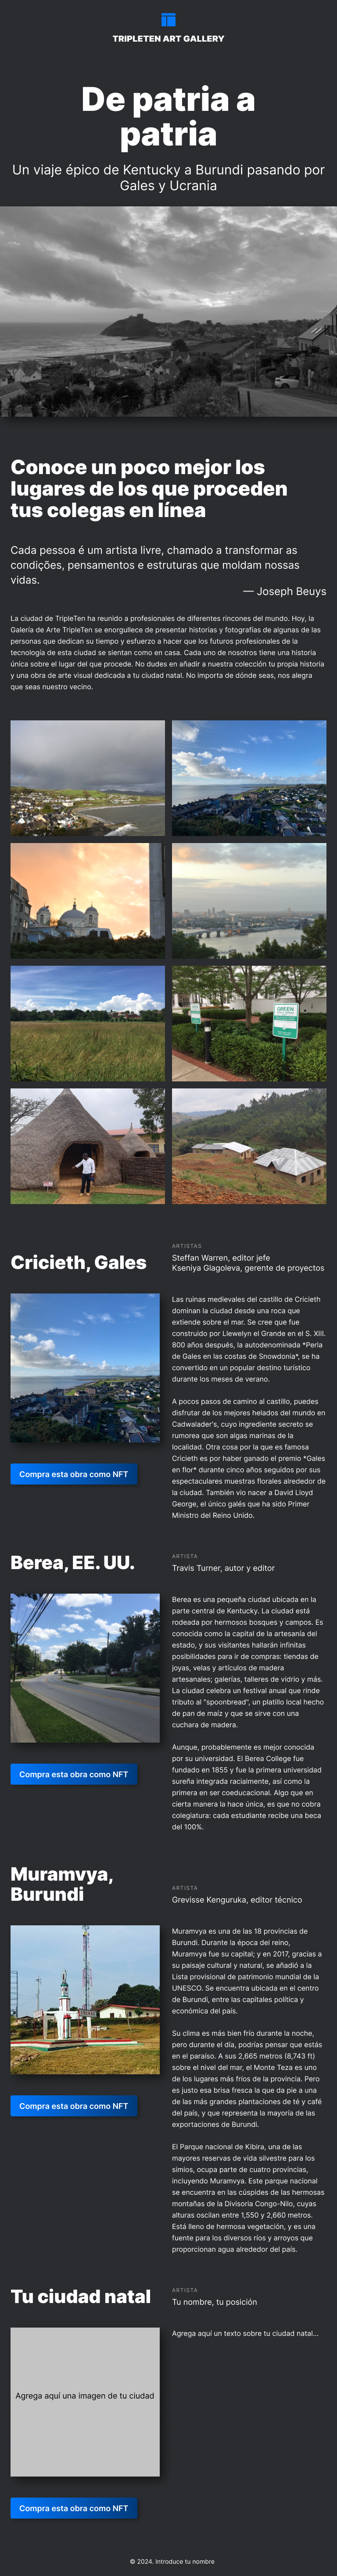 TRIPLETEN ART GALLERY
De patria a
patria
Un viaje épico de Kentucky a Burundi pasando por
Gales y Ucrania
Conoce un poco mejor los
lugares de los que proceden
tus colegas en línea
Cada pessoa é um artista livre, chamado a transformar as
condições, pensamentos e estruturas que moldam nossas
vidas.
— Joseph Beuys
La ciudad de TripleTen ha reunido a profesionales de diferentes rincones del mundo. Hoy, la
Galería de Arte TripleTen se enorgullece de presentar historias y fotografías de algunas de las
personas que dedican su tiempo y esfuerzo a hacer que los futuros profesionales de la
tecnología de esta ciudad se sientan como en casa. Cada uno de nosotros tiene una historia
única sobre el lugar del que procede. No dudes en añadir a nuestra colección tu propia historia
y una obra de arte visual dedicada a tu ciudad natal. No importa de dónde seas, nos alegra
que seas nuestro vecino.
GREEN
Cricieth, Gales
ARTISTAS
Steffan Warren, editor jefe
Kseniya Glagoleva, gerente de proyectos
Las ruinas medievales del castillo de Cricieth
dominan la ciudad desde una roca que
extiende sobre el mar. Se cree que fue
construido por Llewelyn el Grande en el S. XIII.
800 años después, la autodenominada *Perla
de Gales en las costas de Snowdonia*, se ha
convertido en un popular destino turístico
durante los meses de verano.
A pocos pasos de camino al castillo, puedes
disfrutar de los mejores helados del mundo en
Cadwalader's, cuyo ingrediente secreto se
rumorea que son algas marinas de la
localidad. Otra cosa por la que es famosa
Cricieth es por haber ganado el premio *Gales
en flor* durante cinco años seguidos por sus
espectaculares muestras florales alrededor de
la ciudad. También vio nacer a David Lloyd
George, el único galés que ha sido Primer
Ministro del Reino Unido.
Compra esta obra como NFT
Berea, EE. UU.
ARTISTA
Travis Turner, autor y editor
Berea es una pequeña ciudad ubicada en la
parte central de Kentucky. La ciudad está
rodeada por hermosos bosques y campos. Es
conocida como la capital de la artesanía del
estado, y sus visitantes hallarán infinitas
posibilidades para ir de compras: tiendas de
joyas, velas y artículos de madera
artesanales; galerías, talleres de vidrio y más.
La ciudad celebra un festival anual que rinde
tributo al "spoonbread", un platillo local hecho
de pan de maíz y que se sirve con una
cuchara de madera.
Aunque, probablemente es mejor conocida
por su universidad. El Berea College fue
fundado en 1855 y fue la primera universidad
sureña integrada racialmente, así como la
primera en ser coeducacional. Algo que en
cierta manera la hace única, es que no cobra
colegiatura: cada estudiante recibe una beca
del 100%.
Compra esta obra como NFT
Muramvya,
Burundi
ARTISTA
Grevisse Kenguruka, editor técnico
Muramvya es una de las 18 provincias de
Burundi. Durante la época del reino,
Muramvya fue su capital; y en 2017, gracias a
su paisaje cultural y natural, se añadió a la
Lista provisional de patrimonio mundial de la
UNESCO. Se encuentra ubicada en el centro
de Burundi, entre las capitales política y
económica del país.
Su clima es más bien frío durante la noche,
pero durante el día, podrías pensar que estás
en el paraíso. A sus 2,665 metros (8,743 ft)
sobre el nivel del mar, el Monte Teza es uno
de los lugares más fríos de la provincia. Pero
es justo esa brisa fresca la que da pie a una
de las más grandes plantaciones de té y café
del país, y que representa la mayoría de las
exportaciones de Burundi.
El Parque nacional de Kibira, una de las
mayores reservas de vida silvestre para los
simios, ocupa parte de cuatro provincias,
incluyendo Muramvya. Este parque nacional
se encuentra en las cúspides de las hermosas
montañas de la Divisoria Congo-Nilo, cuyas
alturas oscilan entre 1,550 y 2,660 metros.
Está lleno de hermosa vegetación, y es una
fuente para los diversos ríos y arroyos que
proporcionan agua alrededor del país.
Compra esta obra como NFT
Tu ciudad natal
ARTISTA
Tu nombre, tu posición
Agrega aquí un texto sobre tu ciudad natal...
Agrega aquí una imagen de tu ciudad
Compra esta obra como NFT
© 2024. Introduce tu nombre